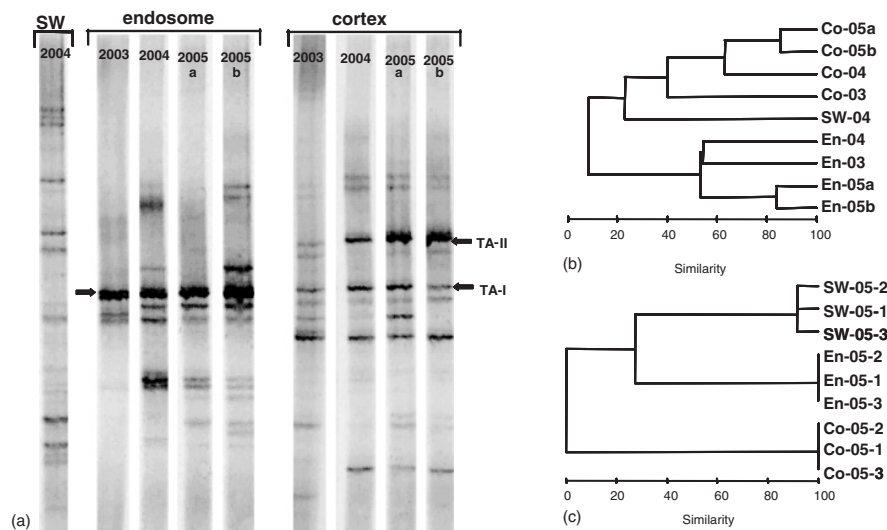 SW
endosome
cortex
2004
2003
2004
2005
a
2005
b
2003
2004
2005
a
2005
b
TA-II
TA-I
(a)
Co-05a
Co-05b
Co-04
Co-03
SW-04
En-04
En-03
En-05a
En-05b
0 20 40 60 80 100
(b)
Similarity
SW-05-2
SW-05-1
SW-05-3
En-05-2
En-05-1
En-05-3
Co-05-2
Co-05-1
Co-05-3
0 20 40 60 80 100
(c)
Similarity